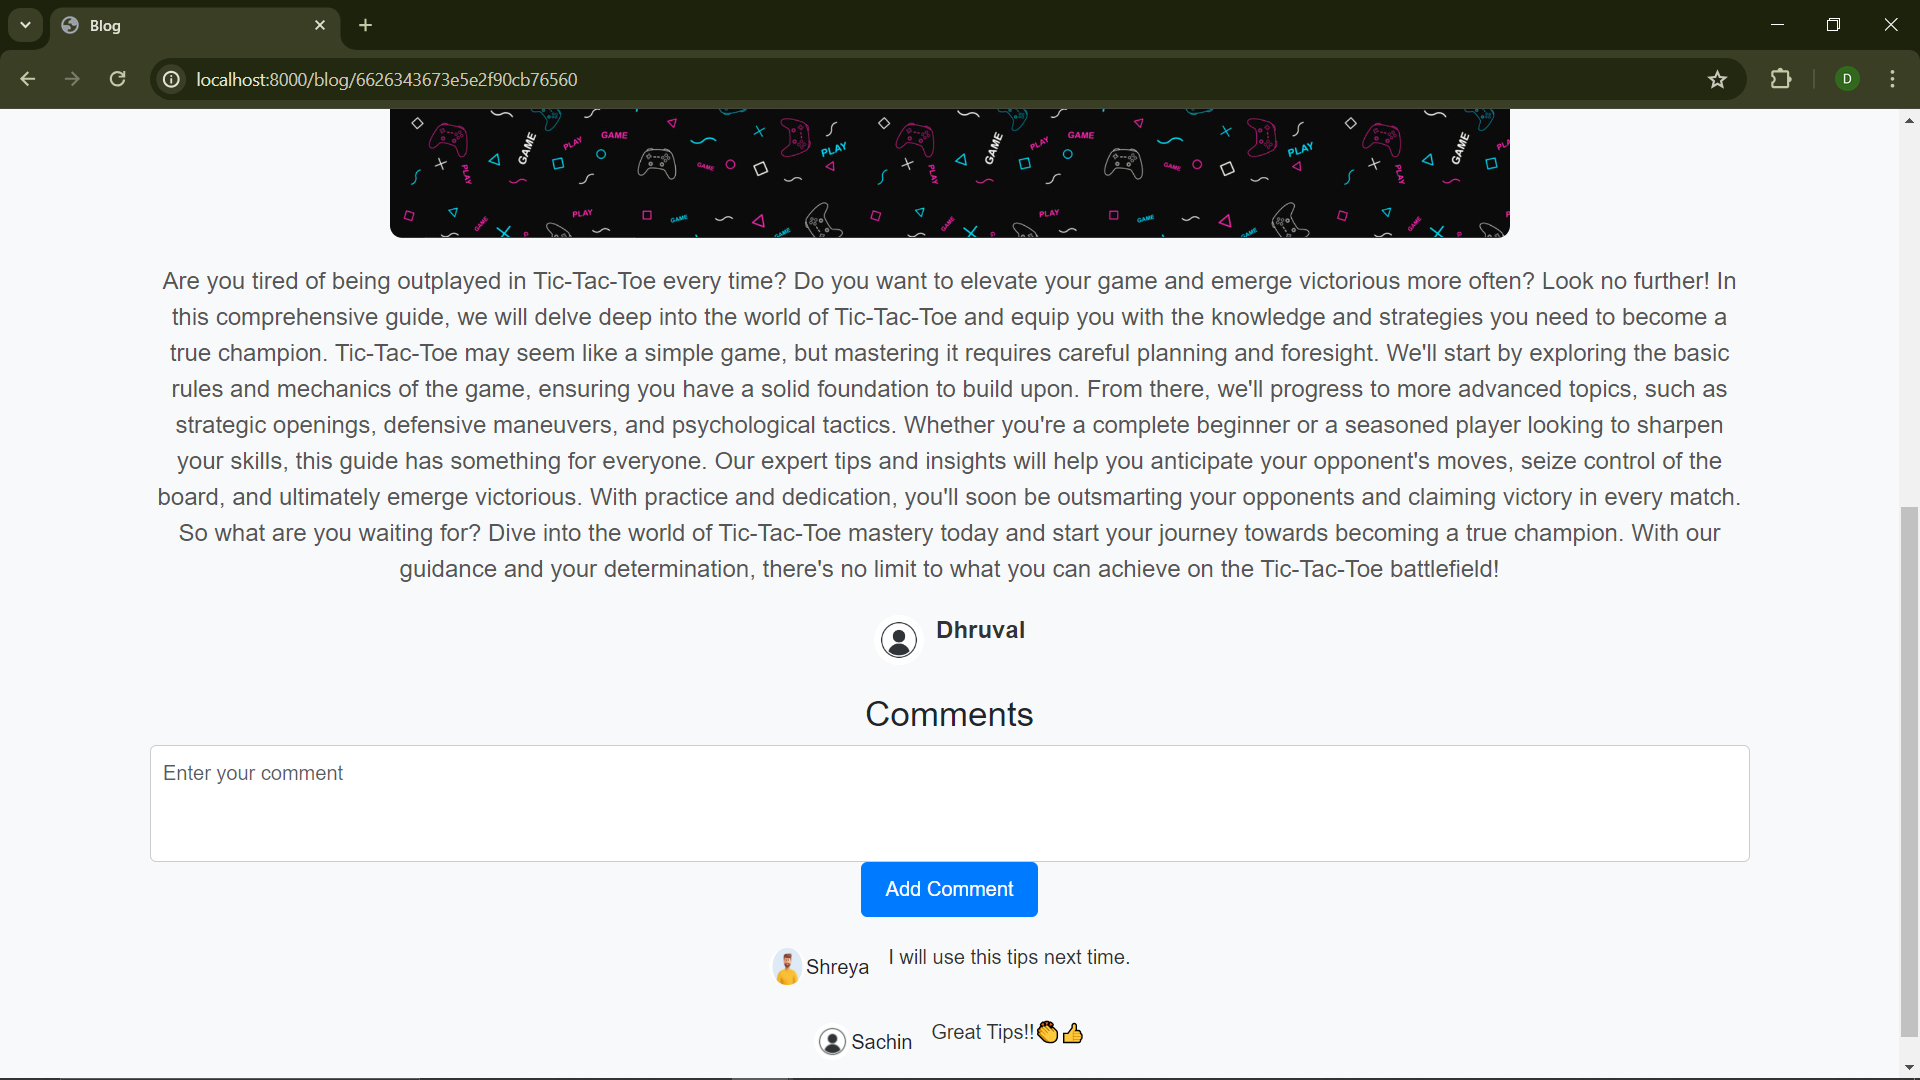 Blog
localhost:8000/blog/6626343673e5e2f90cb76560
D
GAME PLAY GAME PLAY GAME PLAY GAME PLAY GAME
PLAY GAME PLAY GAME PLAY
GAME PLAY GAME GAME PLAY GAME GAME
GAME GAME
Are you tired of being outplayed in Tic-Tac-Toe every time? Do you want to elevate your game and emerge victorious more often? Look no further! In
this comprehensive guide, we will delve deep into the world of Tic-Tac-Toe and equip you with the knowledge and strategies you need to become a
true champion. Tic-Tac-Toe may seem like a simple game, but mastering it requires careful planning and foresight. We'll start by exploring the basic
rules and mechanics of the game, ensuring you have a solid foundation to build upon. From there, we'll progress to more advanced topics, such as
strategic openings, defensive maneuvers, and psychological tactics. Whether you're a complete beginner or a seasoned player looking to sharpen
your skills, this guide has something for everyone. Our expert tips and insights will help you anticipate your opponent's moves, seize control of the
board, and ultimately emerge victorious. With practice and dedication, you'll soon be outsmarting your opponents and claiming victory in every match.
So what are you waiting for? Dive into the world of Tic-Tac-Toe mastery today and start your journey towards becoming a true champion. With our
guidance and your determination, there's no limit to what you can achieve on the Tic-Tac-Toe battlefield!
Dhruval
Comments
Enter your comment
Add Comment
Shreya I will use this tips next time.
Sachin Great Tips!!👏👍